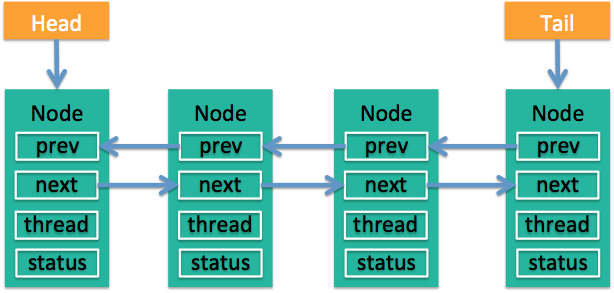 Head
Tail
Node
prev
next
thread
status
Node
prev
next
thread
status
Node
prev
next
thread
status
Node
prev
next
thread
status